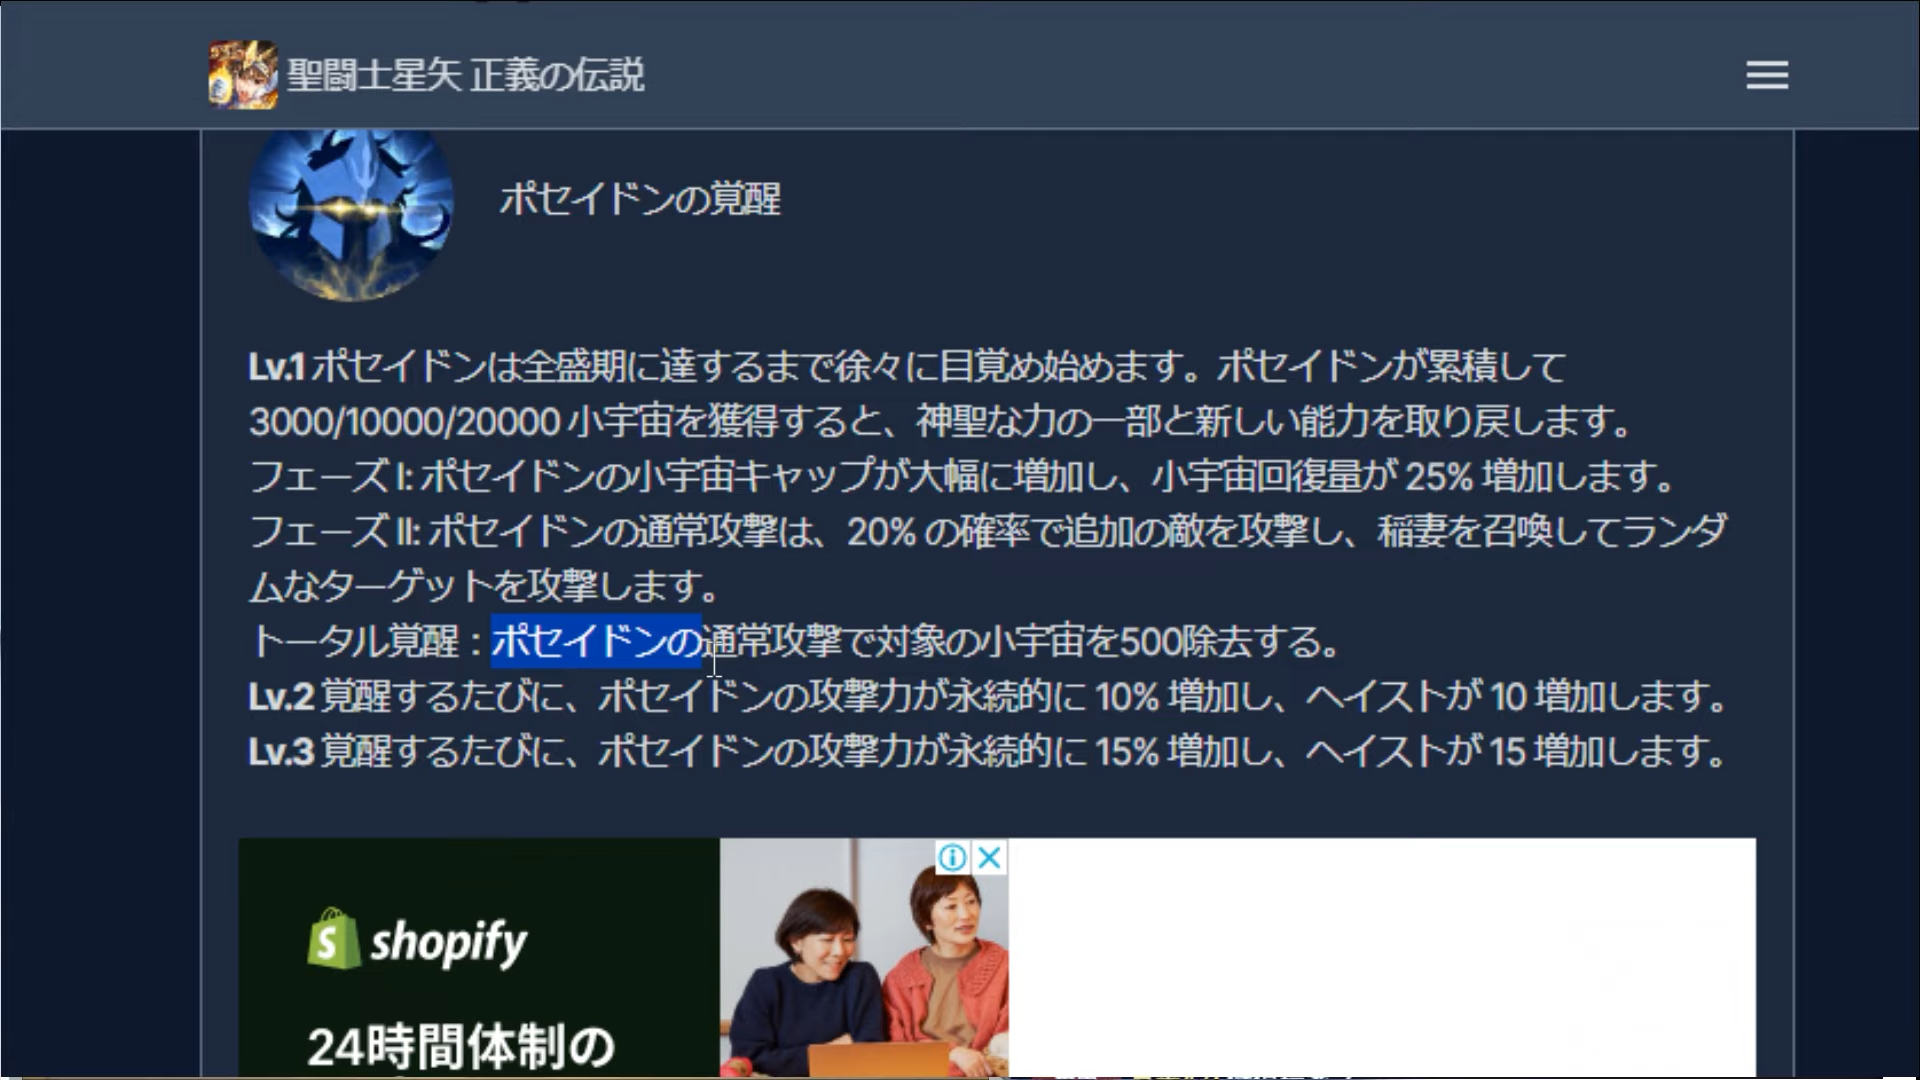 聖闘士星矢 正義の伝説
ポセイドンの覚醒
Lv.1 ポセイドンは全盛期に達するまで徐々に目覚め始めます。ポセイドンが累積して
3000/10000/20000 小宇宙を獲得すると、神聖な力の一部と新しい能力を取り戻します。
フェーズ I: ポセイドンの小宇宙キャップが大幅に増加し、小宇宙回復量が 25% 増加します。
フェーズ II: ポセイドンの通常攻撃は、20% の確率で追加の敵を攻撃し、稲妻を召喚してランダ
ムなターゲットを攻撃します。
トータル覚醒：ポセイドンの通常攻撃で対象の小宇宙を500除去する。
Lv.2 覚醒するたびに、ポセイドンの攻撃力が永続的に 10% 増加し、ヘイストが 10 増加します。
Lv.3 覚醒するたびに、ポセイドンの攻撃力が永続的に 15% 増加し、ヘイストが 15 増加します。
shopify
24時間体制の